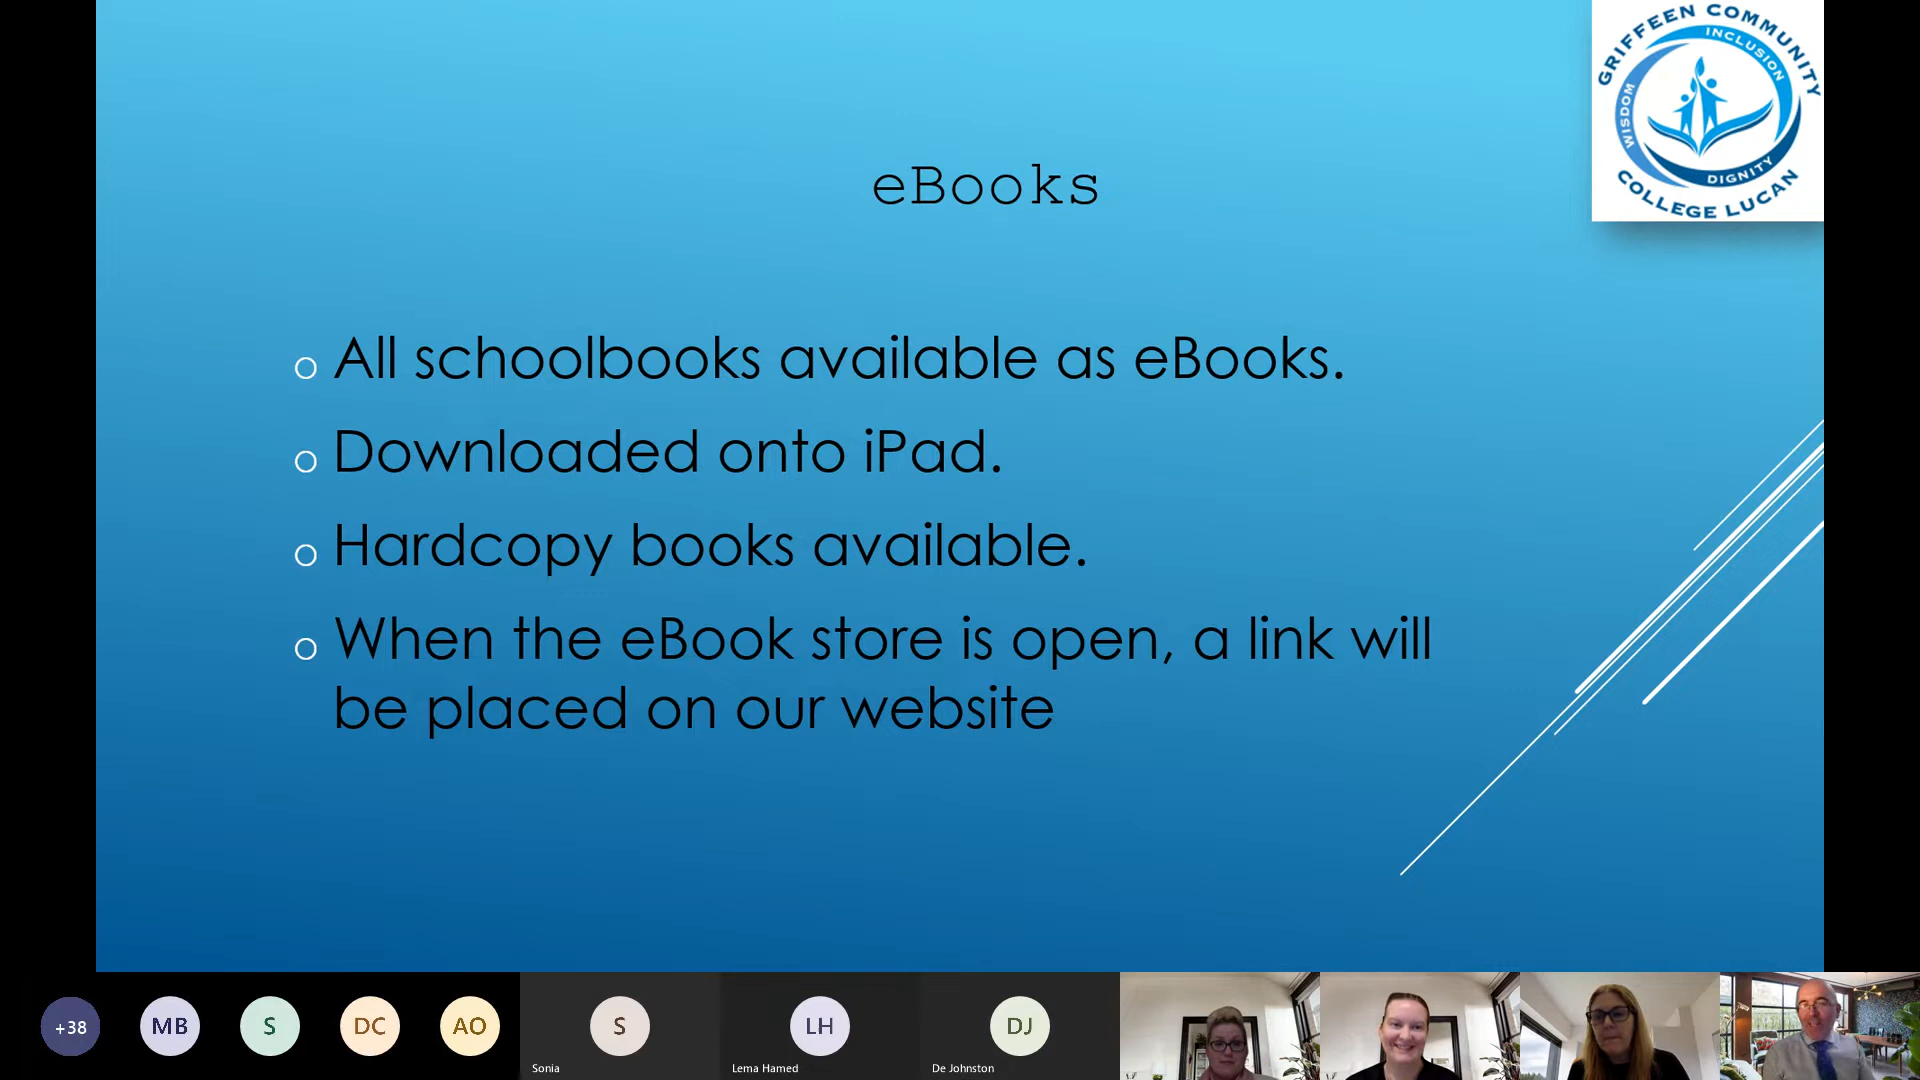 GRIFFEEN COMMUNITY
INCLUSION
WISDOM
DIGNITY
COLLEGE LUCAN
eBooks
o All schoolbooks available as eBooks.
o Downloaded onto iPad.
o Hardcopy books available.
o When the eBook store is open, a link will
be placed on our website
+38
MB
S
DC
AO
S
LH
DJ
Sonia
Lema Hamed
De Johnston